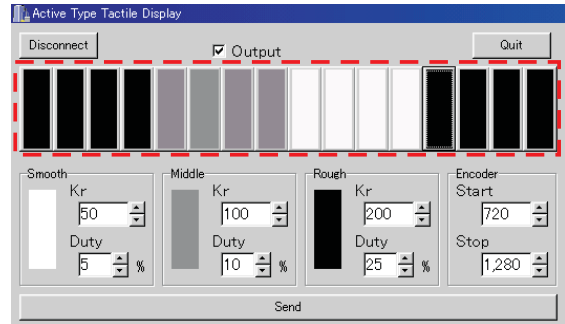 Active Type Tactile Display
Disconnect Output Quit
Smooth Middle Rough Encoder
Kr Kr Kr Start
50 100 200 720
Duty Duty Duty Stop
5 % 10 % 25 % 1,280
Send